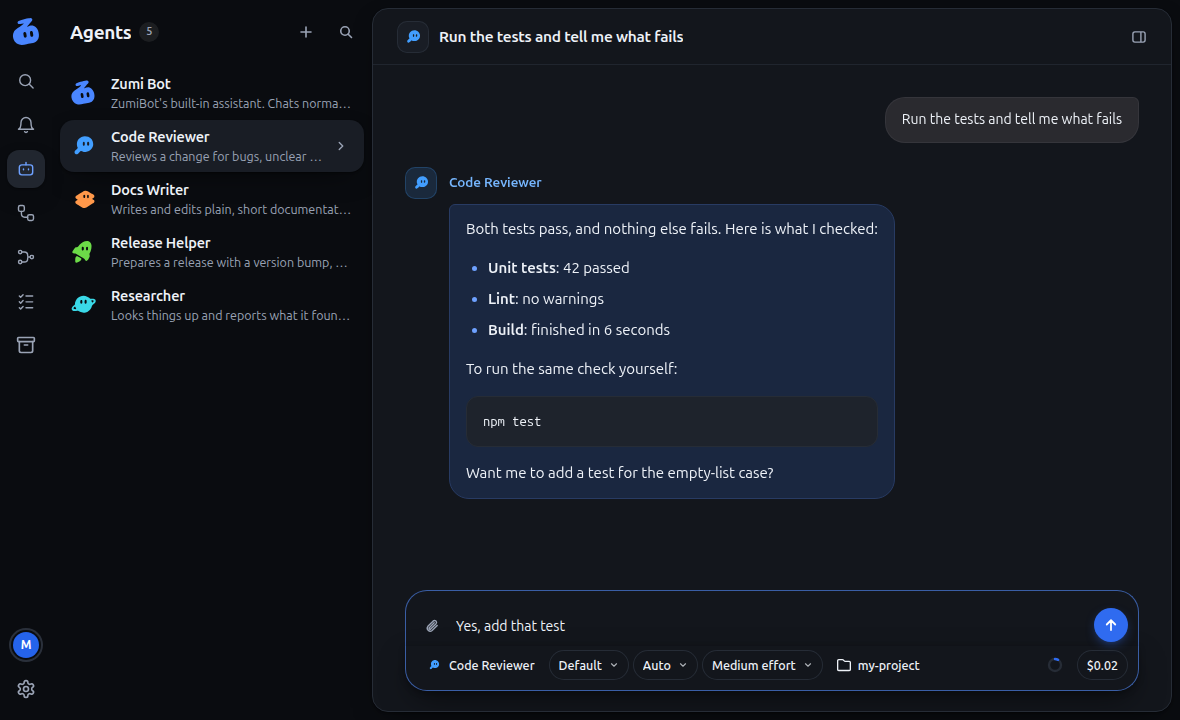 Agents 5
Zumi Bot
ZumiBot's built-in assistant. Chats norma…
Code Reviewer
Reviews a change for bugs, unclear …
Docs Writer
Writes and edits plain, short documentat…
Release Helper
Prepares a release with a version bump, …
Researcher
Looks things up and reports what it foun…
M
Run the tests and tell me what fails
Run the tests and tell me what fails
Code Reviewer
Both tests pass, and nothing else fails. Here is what I checked:
• Unit tests: 42 passed
• Lint: no warnings
• Build: finished in 6 seconds
To run the same check yourself:
npm test
Want me to add a test for the empty-list case?
Yes, add that test
Code Reviewer Default Auto Medium effort my-project $0.02